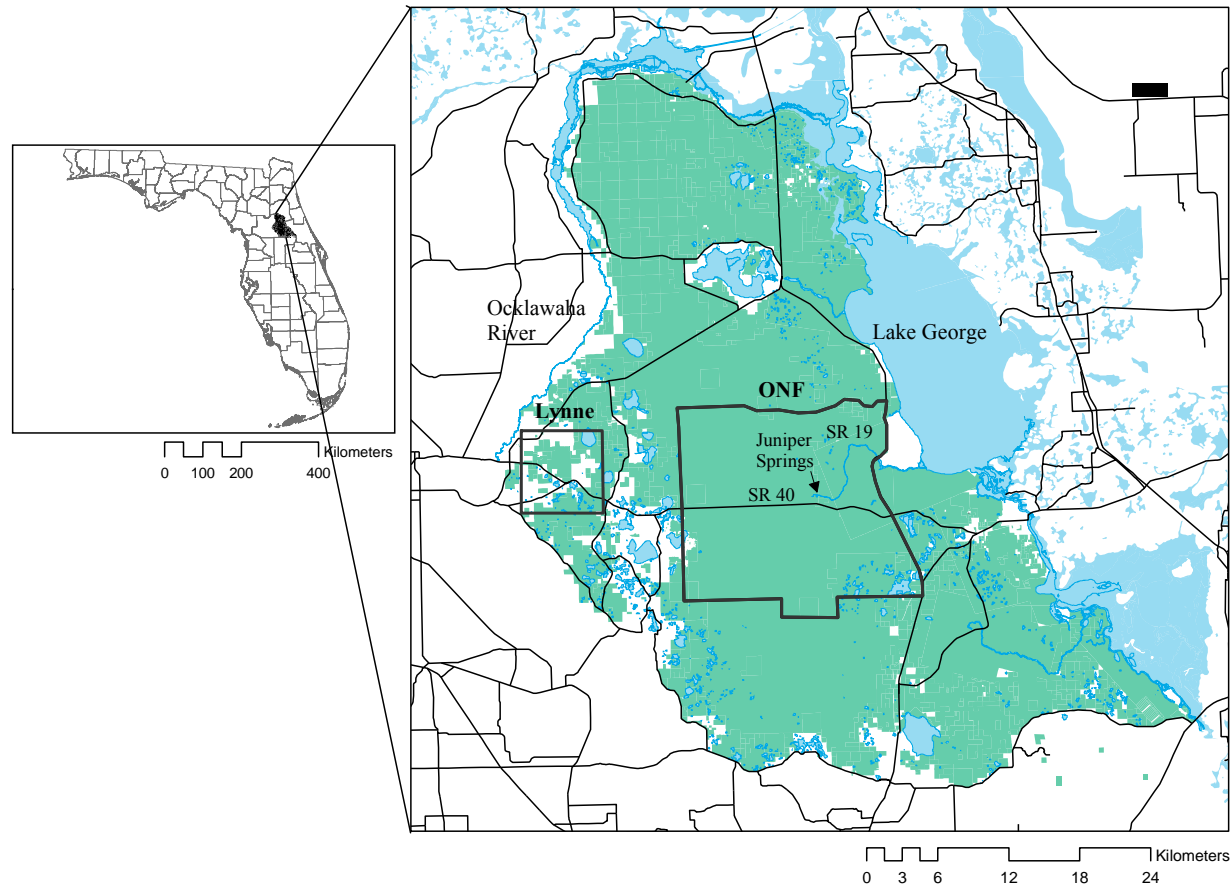 Ocklawaha
River
Lake George
ONF
Lynne
SR 19
Juniper
Springs
SR 40
Kilometers
0 100 200 400
Kilometers
0 3 6 12 18 24